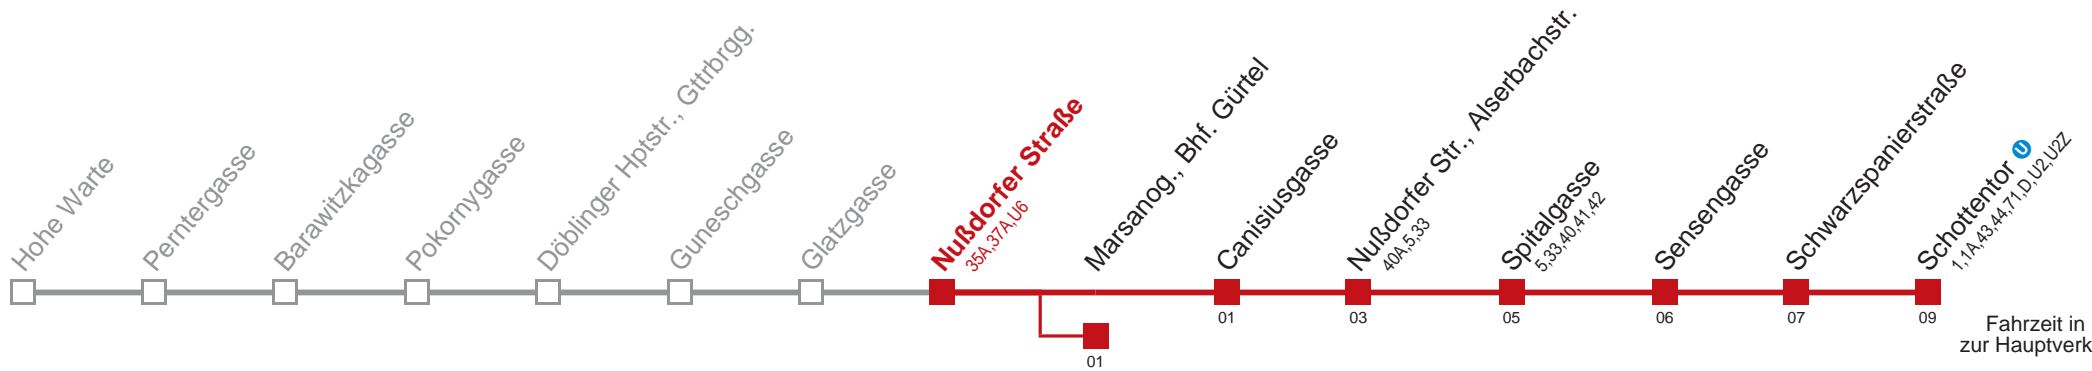 Hohe Warte
Perntergasse
Barawitzkagasse
Pokornygasse
Döblinger Hptstr., Gttrbrgg.
Guneschgasse
Glatzgasse
Nußdorfer Straße
35A,37A,U6
Marsanog., Bhf. Gürtel
Canisiusgasse
Nußdorfer Str., Alserbachstr.
40A,5,33
Spitalgasse
5,33,40,41,42
Sensengasse
Schwarzspanierstraße
Schottentor U
1,1A,43,44,71,D,U2,U2Z
01
03
05
06
07
09
01
Fahrzeit in
zur Hauptverk